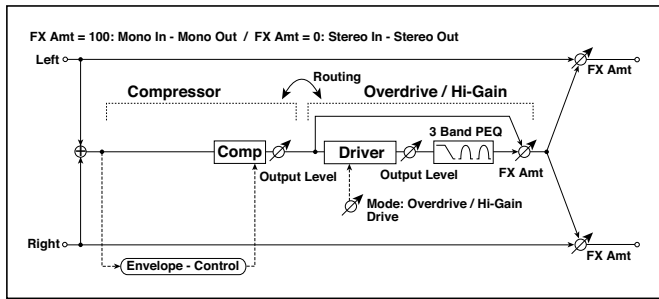 FX Amt = 100: Mono In - Mono Out / FX Amt = 0: Stereo In - Stereo Out
Left
FX Amt
Routing
Compressor
Overdrive / Hi-Gain
3 Band PEQ
Comp
Driver
Output Level
Output Level
FX Amt
Mode: Overdrive / Hi-Gain
Drive
Right
FX Amt
Envelope - Control